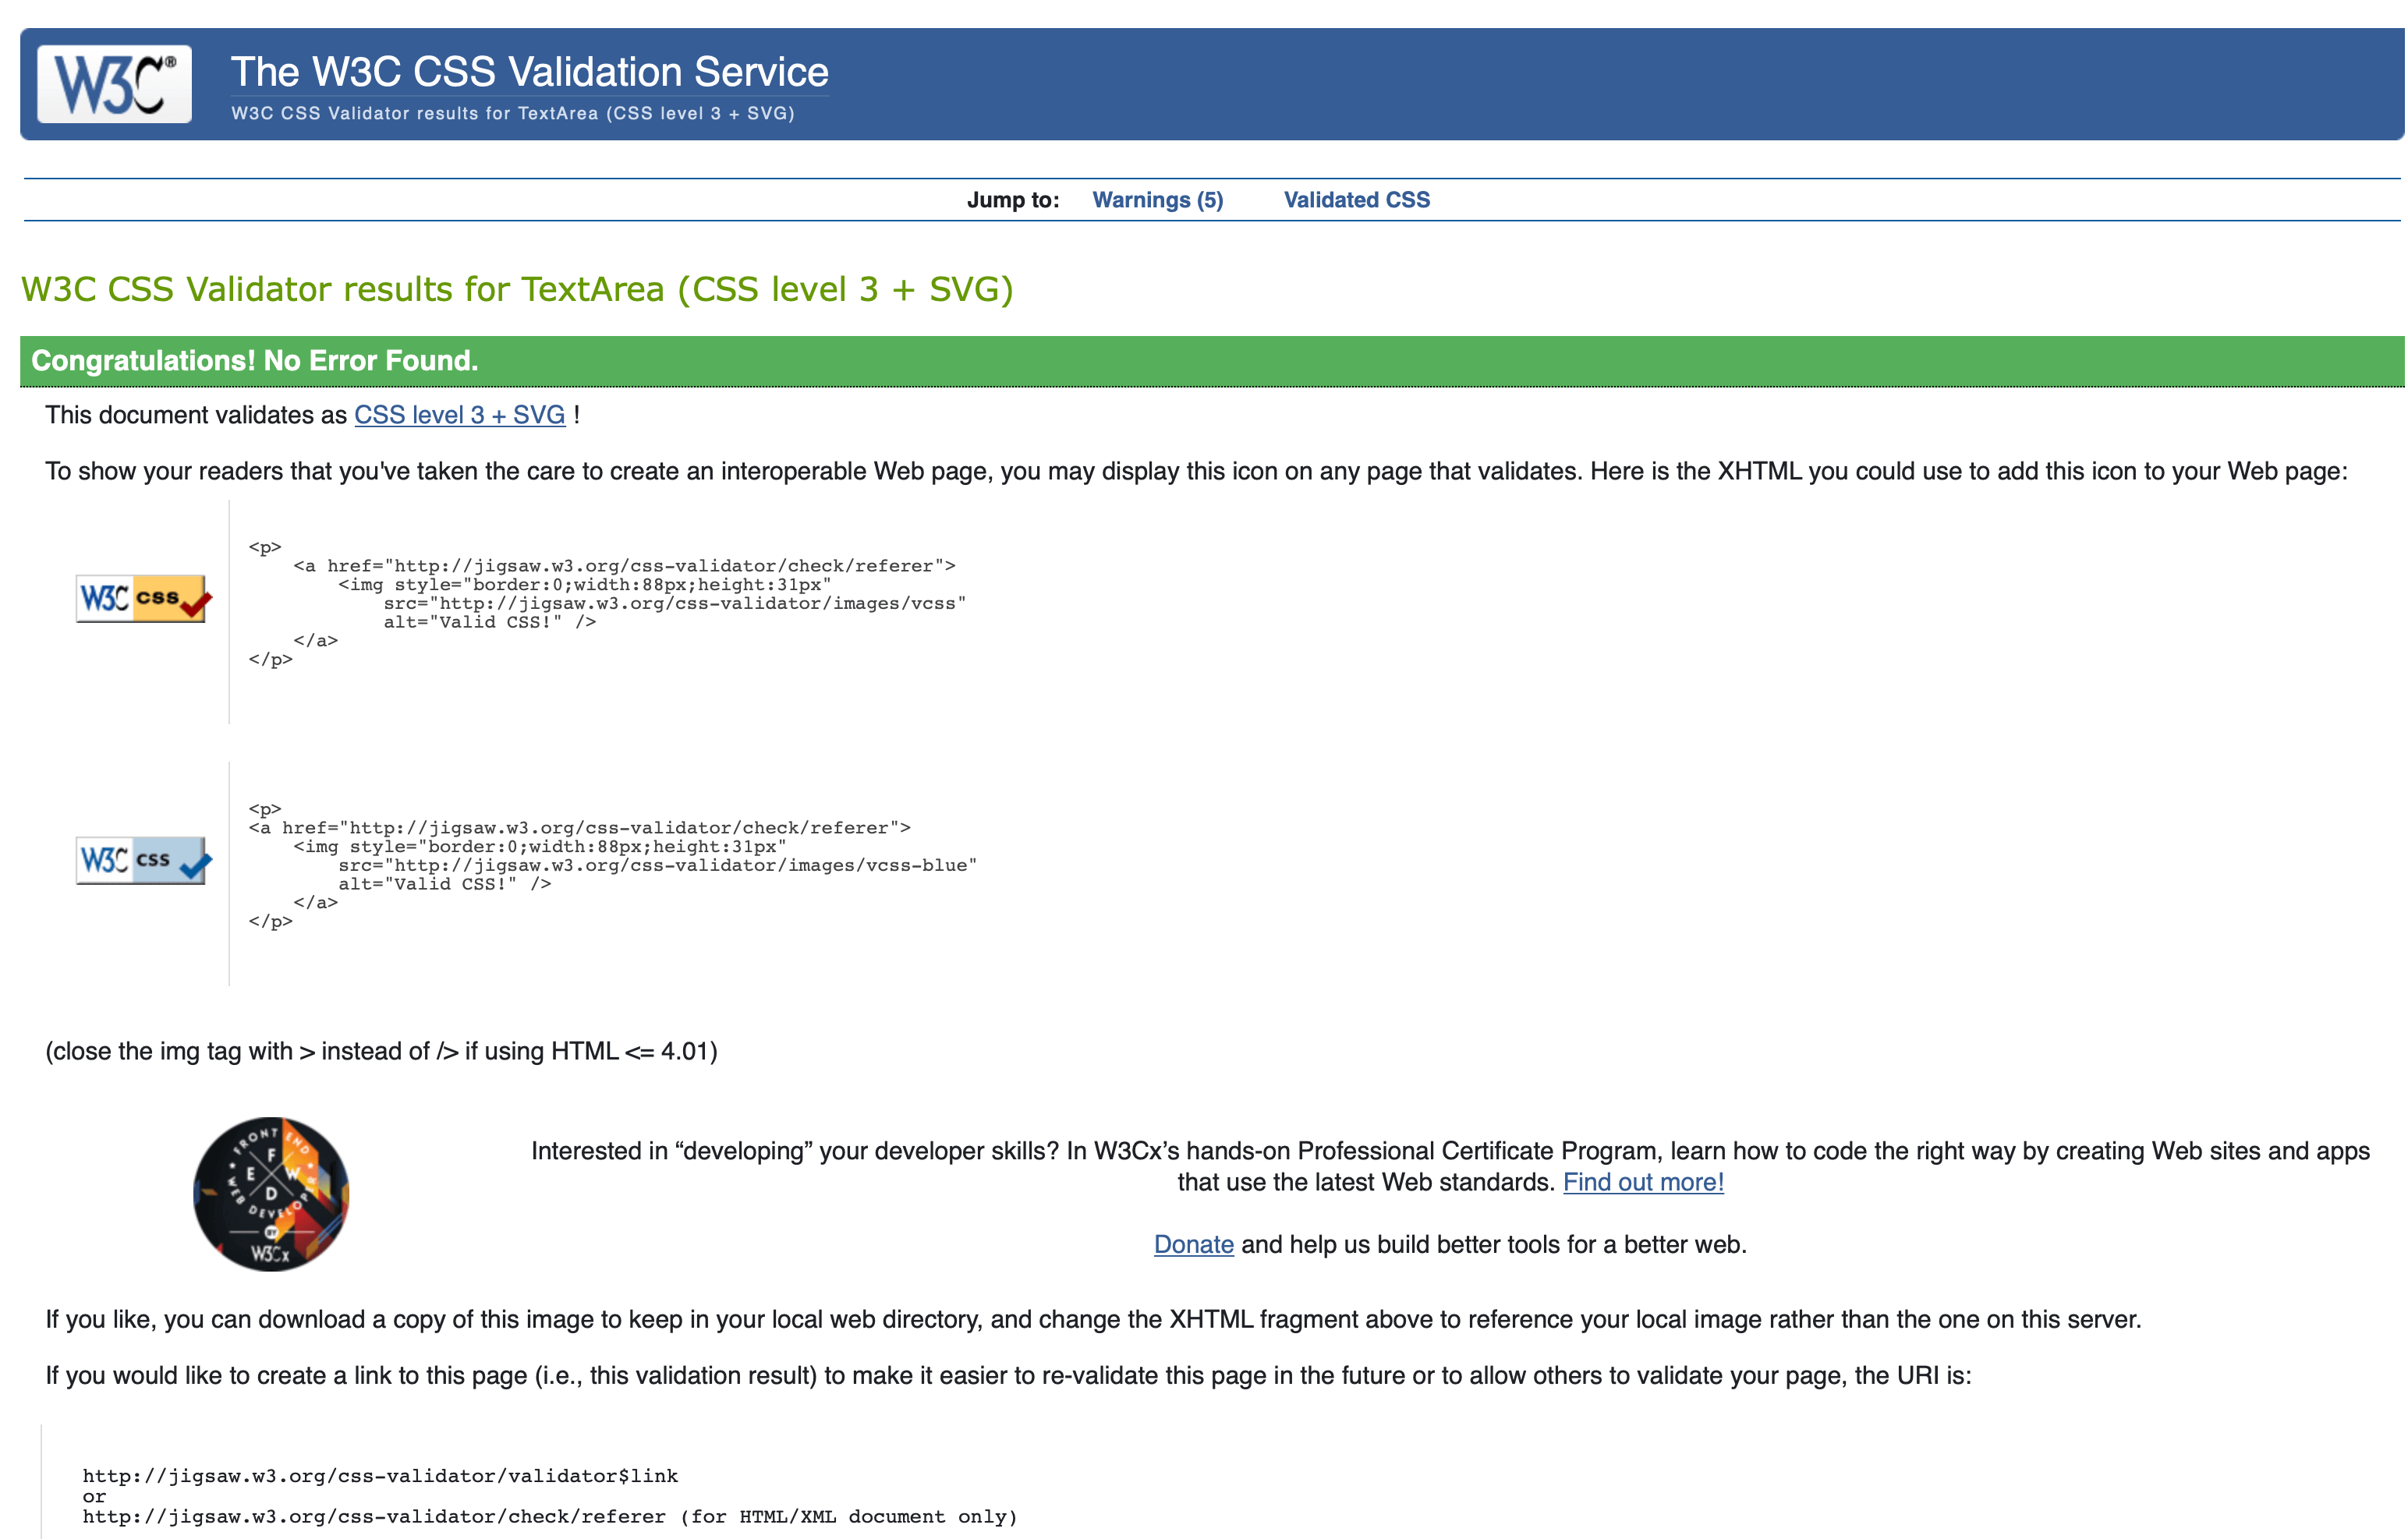 W3C®
The W3C CSS Validation Service
W3C CSS Validator results for TextArea (CSS level 3 + SVG)
Jump to: Warnings (5) Validated CSS
W3C CSS Validator results for TextArea (CSS level 3 + SVG)
Congratulations! No Error Found.
This document validates as CSS level 3 + SVG !
To show your readers that you've taken the care to create an interoperable Web page, you may display this icon on any page that validates. Here is the XHTML you could use to add this icon to your Web page:
W3C css
<p>
<a href="http://jigsaw.w3.org/css-validator/check/referer">
<img style="border:0;width:88px;height:31px"
src="http://jigsaw.w3.org/css-validator/images/vcss"
alt="Valid CSS!" />
</a>
</p>
W3C css
<p>
<a href="http://jigsaw.w3.org/css-validator/check/referer">
<img style="border:0;width:88px;height:31px"
src="http://jigsaw.w3.org/css-validator/images/vcss-blue"
alt="Valid CSS!" />
</a>
</p>
(close the img tag with > instead of /> if using HTML <= 4.01)
FRONT END
WEB DEVELOPER
F E W D
BY
W3Cx
Interested in “developing” your developer skills? In W3Cx’s hands-on Professional Certificate Program, learn how to code the right way by creating Web sites and apps
that use the latest Web standards. Find out more!
Donate and help us build better tools for a better web.
If you like, you can download a copy of this image to keep in your local web directory, and change the XHTML fragment above to reference your local image rather than the one on this server.
If you would like to create a link to this page (i.e., this validation result) to make it easier to re-validate this page in the future or to allow others to validate your page, the URI is:
http://jigsaw.w3.org/css-validator/validator$link
or
http://jigsaw.w3.org/css-validator/check/referer (for HTML/XML document only)